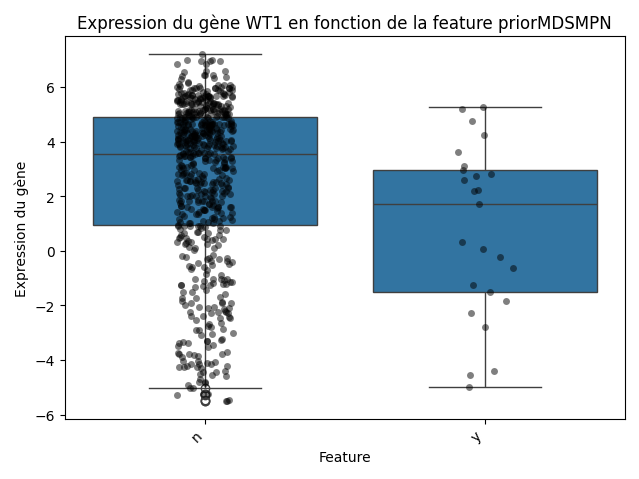 Expression du gène WT1 en fonction de la feature priorMDSMPN
Expression du gène
6
4
2
0
−2
−4
−6
n
y
Feature